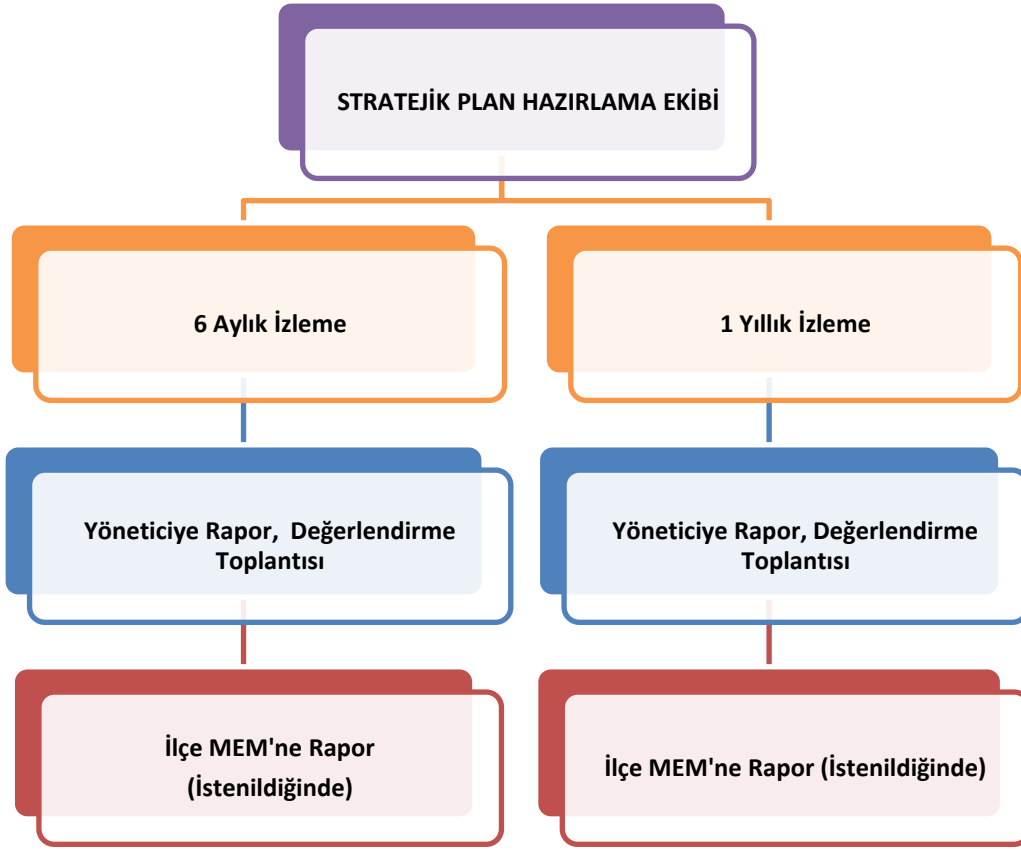 STRATEJİK PLAN HAZIRLAMA EKİBİ
6 Aylık İzleme
1 Yıllık İzleme
Yöneticiye Rapor,  Değerlendirme
Toplantısı
Yöneticiye Rapor, Değerlendirme
Toplantısı
İlçe MEM'ne Rapor
(İstenildiğinde)
İlçe MEM'ne Rapor (İstenildiğinde)